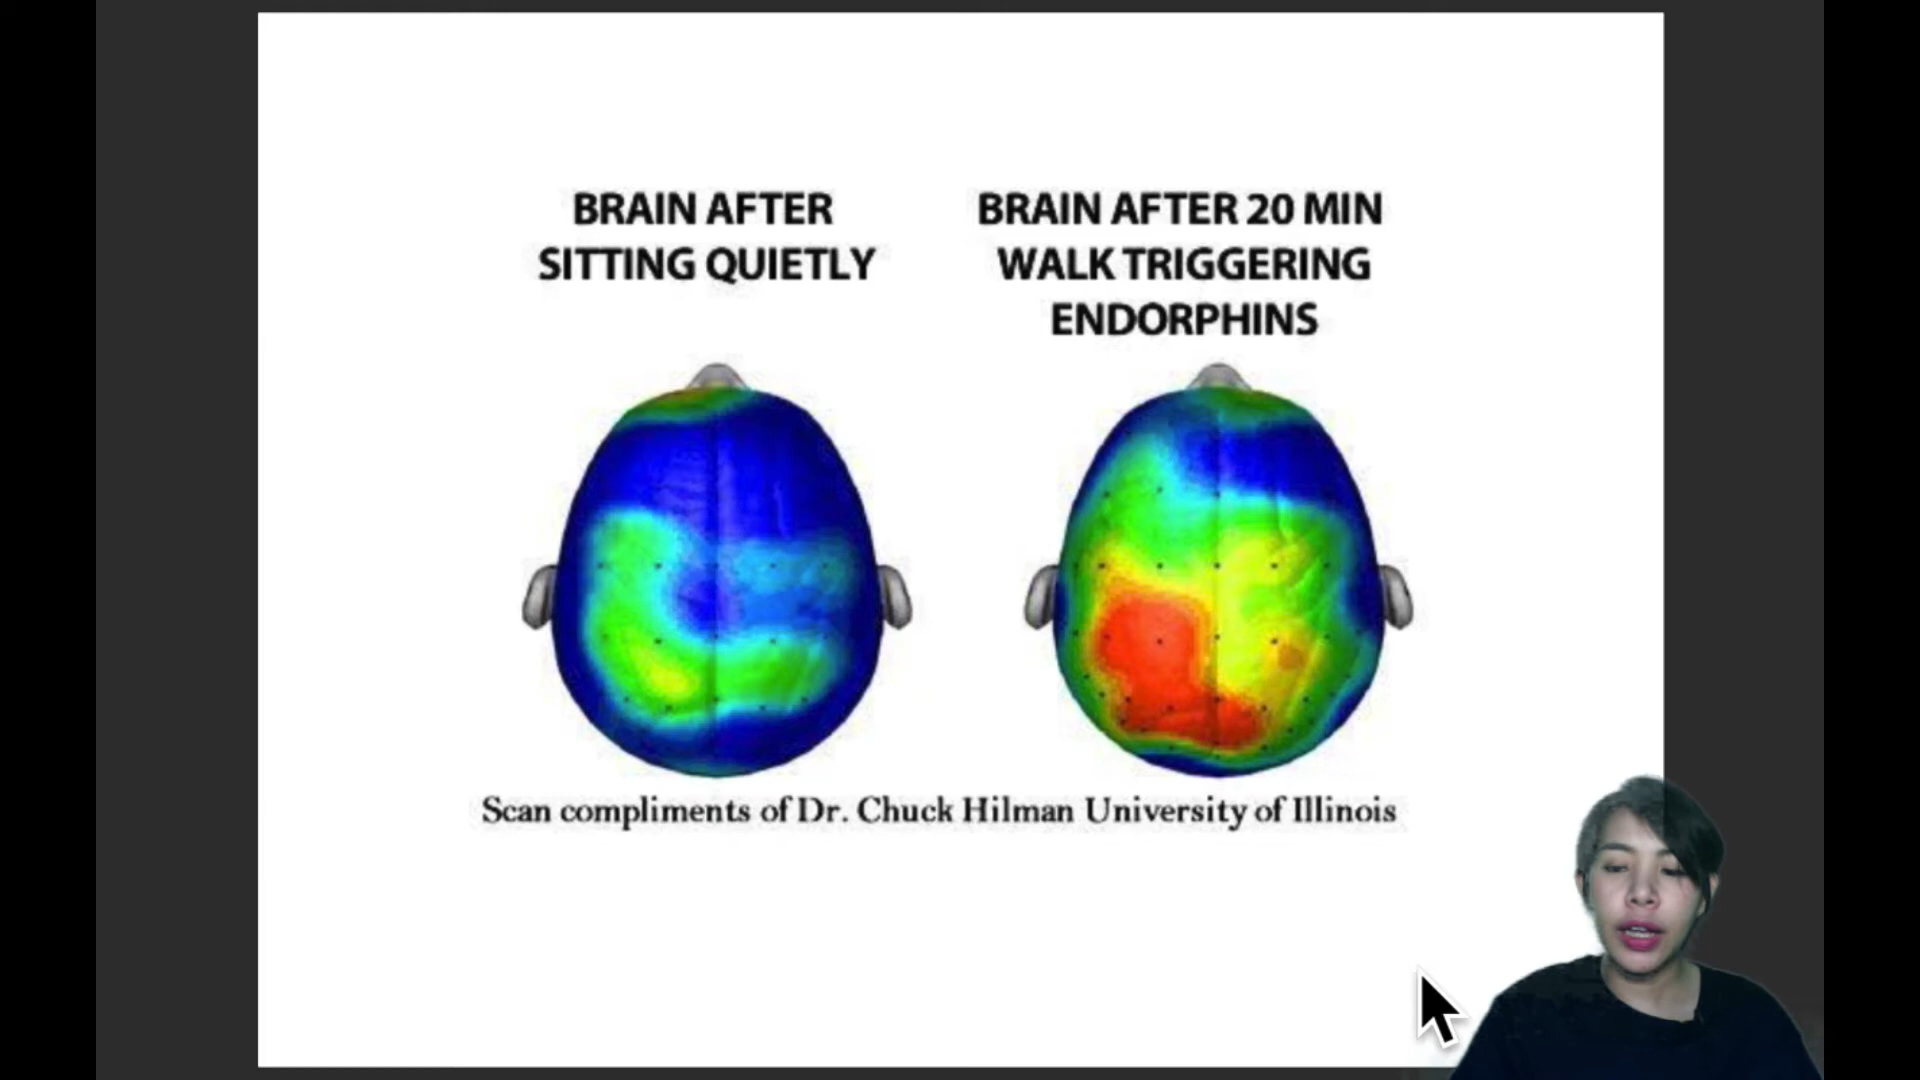 BRAIN AFTER
SITTING QUIETLY
BRAIN AFTER 20 MIN
WALK TRIGGERING
ENDORPHINS
Scan compliments of Dr. Chuck Hilman University of Illinois